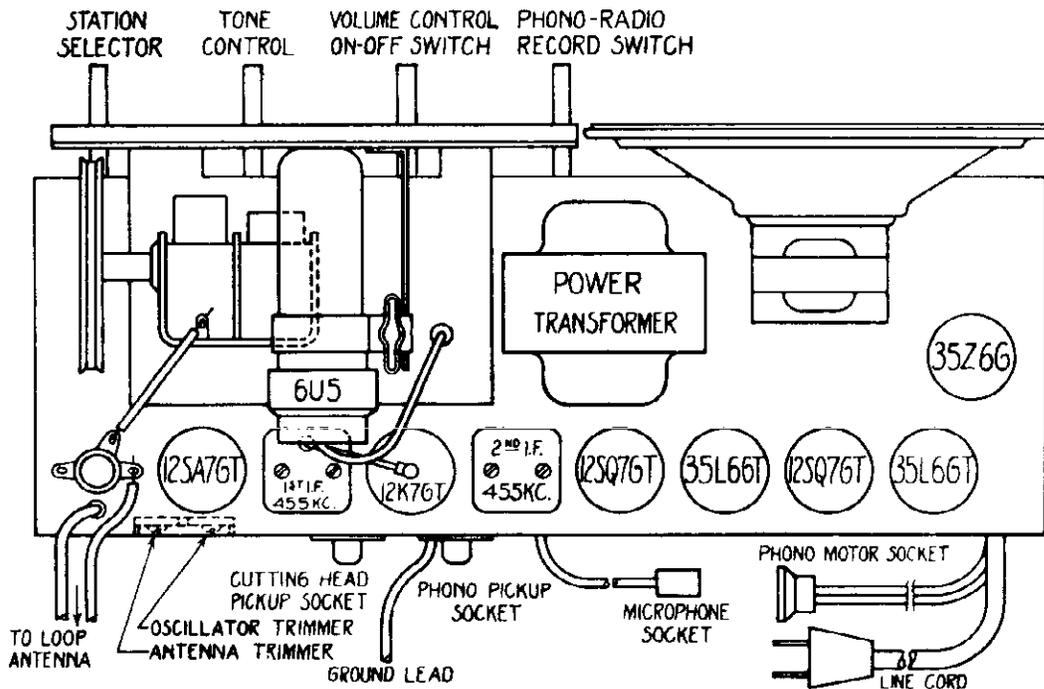 STATION
SELECTOR
TONE
CONTROL
VOLUME CONTROL
ON-OFF SWITCH
PHONO-RADIO
RECORD SWITCH
POWER
TRANSFORMER
35Z6G
6U5
12SA7GT
1ST I.F.
455KC.
12K7GT
2ND I.F.
455KC.
12SQ7GT
35L6GT
12SQ7GT
35L6GT
CUTTING HEAD
PICKUP SOCKET
PHONO PICKUP
SOCKET
MICROPHONE
SOCKET
PHONO MOTOR SOCKET
TO LOOP
ANTENNA
OSCILLATOR TRIMMER
ANTENNA TRIMMER
GROUND LEAD
LINE CORD